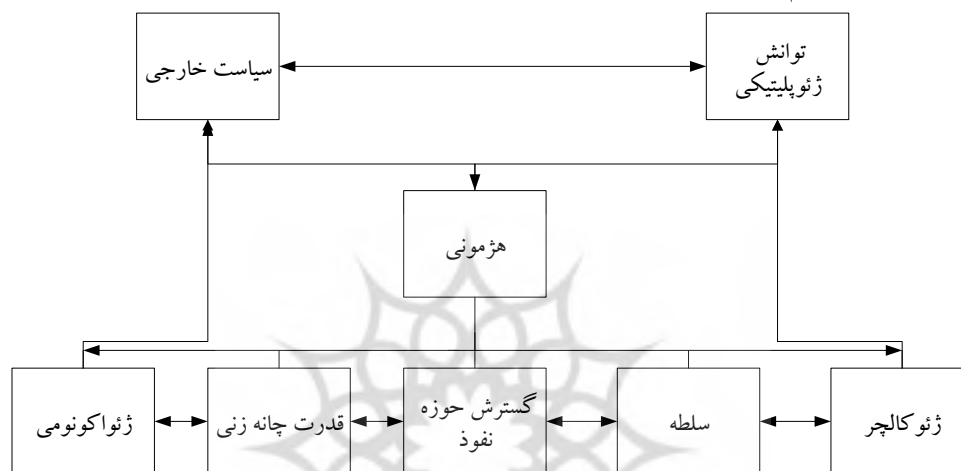 توانش
ژئوپلیتیکی
سیاست خارجی
هژمونی
ژئوکالچر
سلطه
گسترش حوزه
نفوذ
قدرت چانه زنی
ژئواکونومی